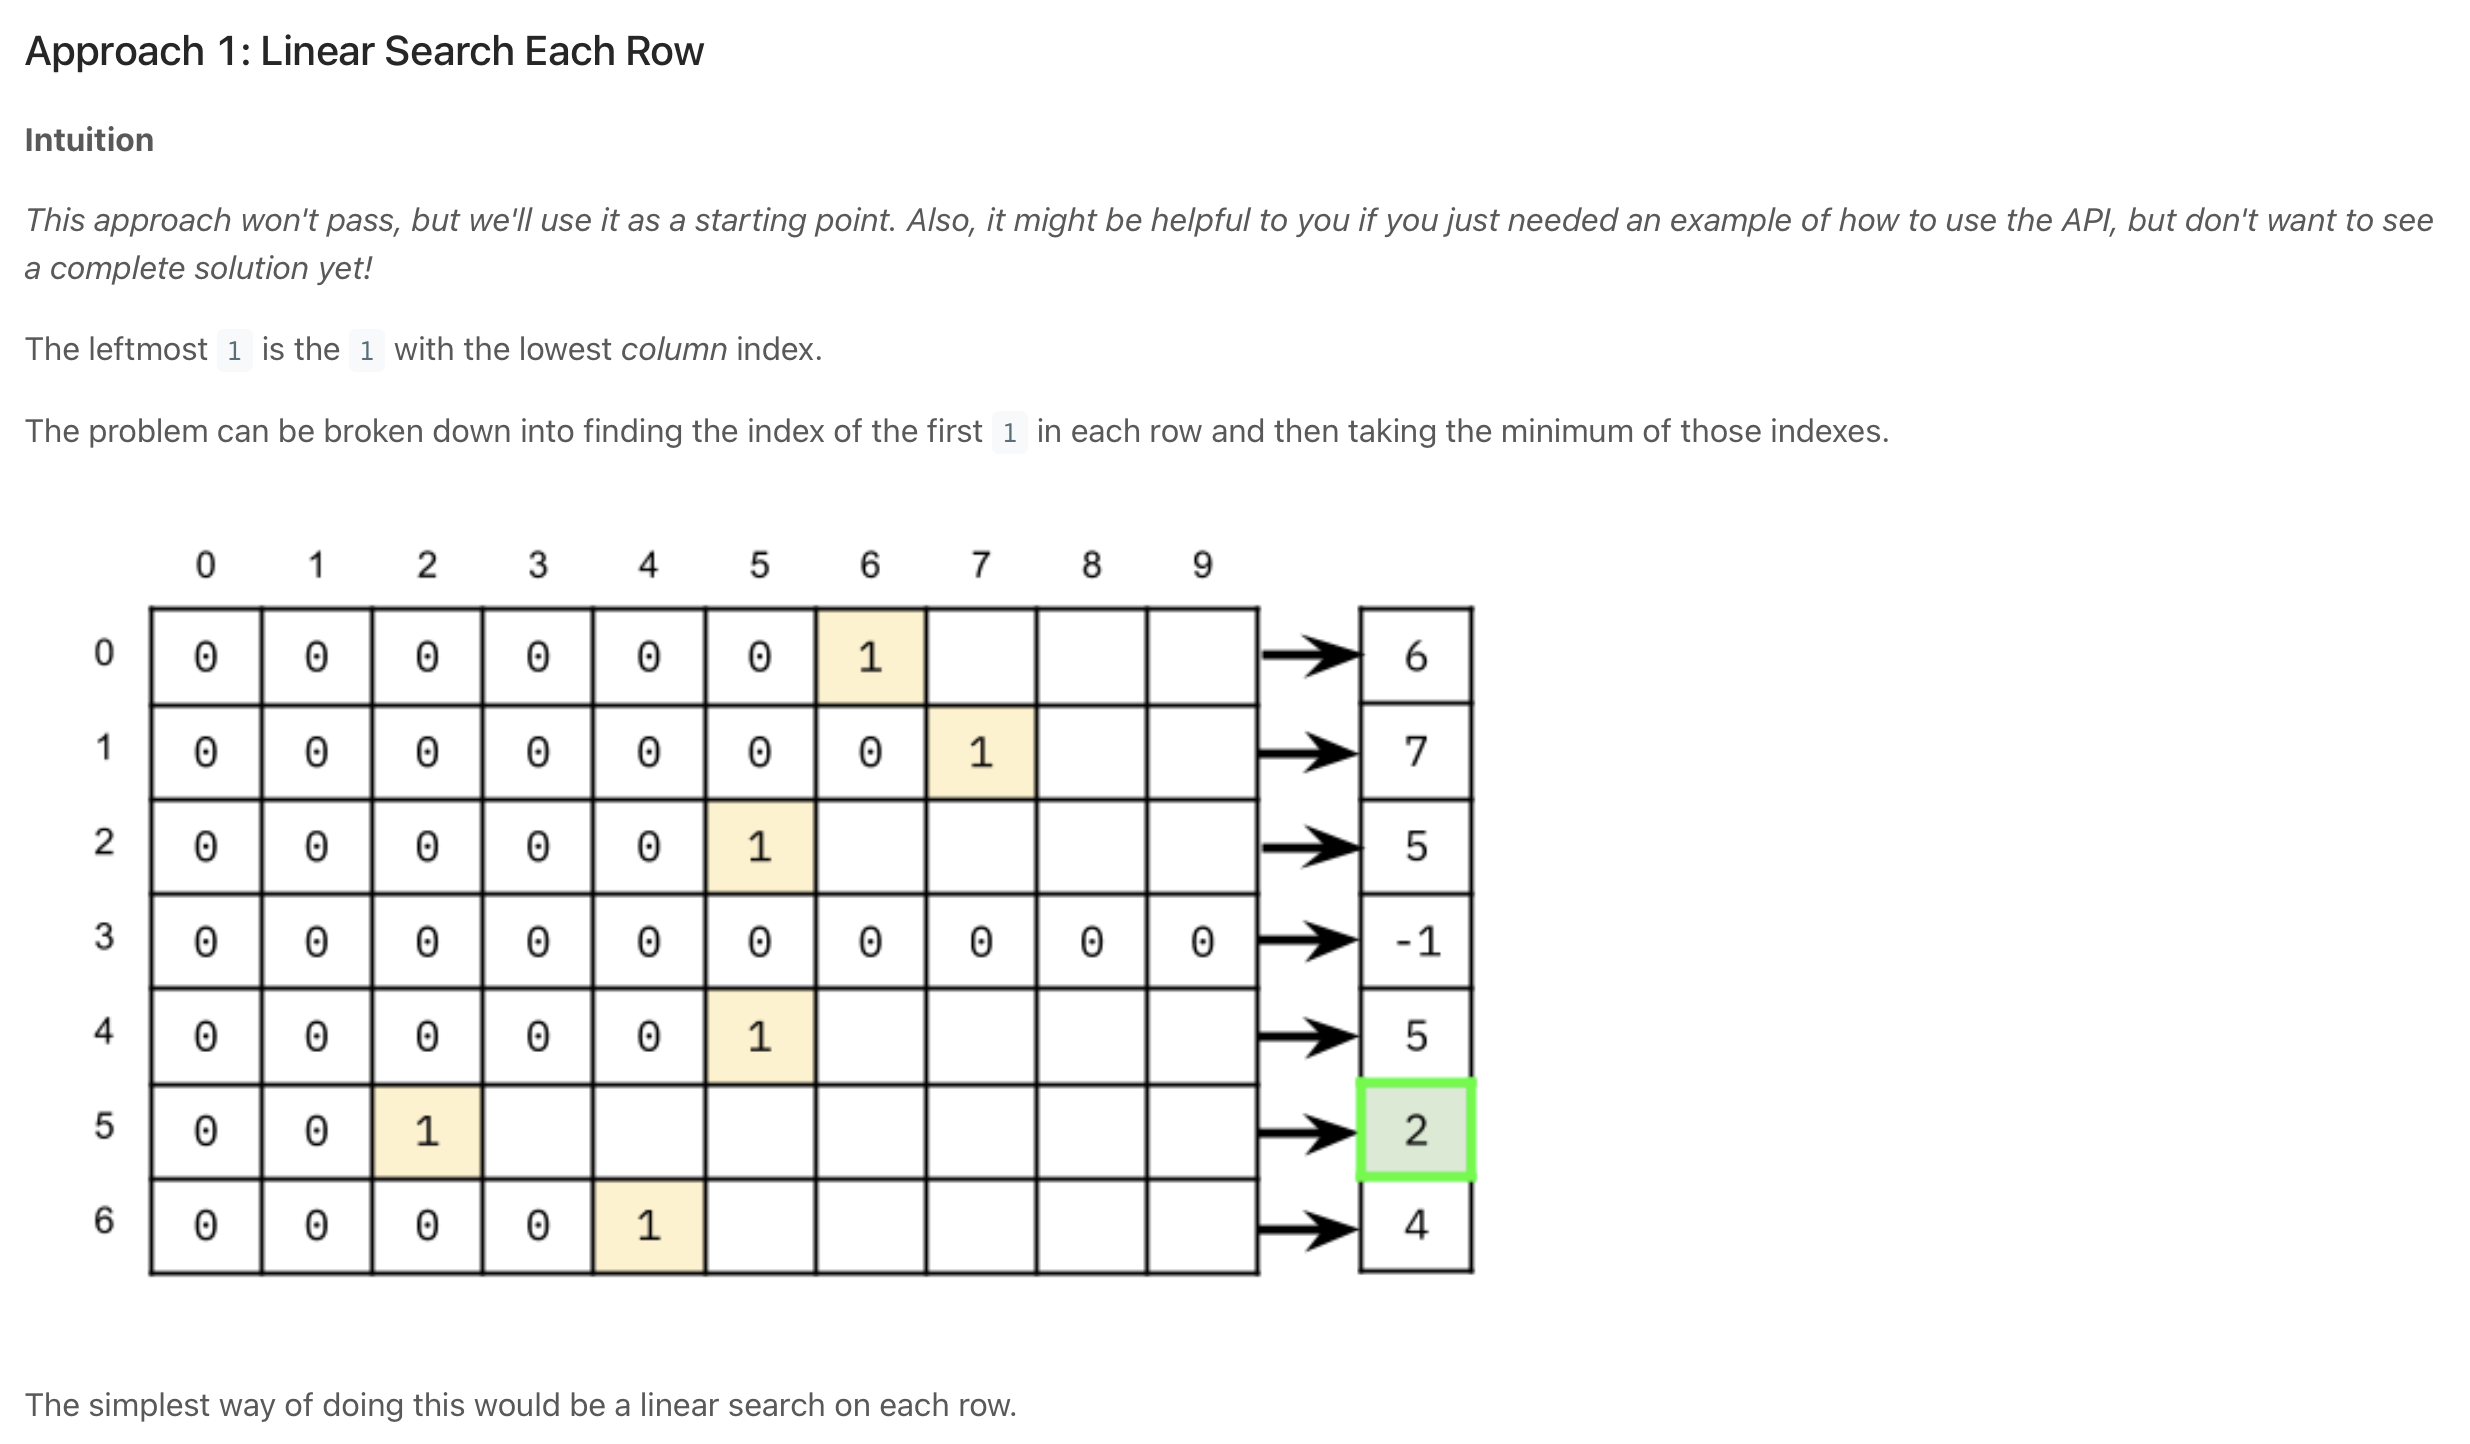 Approach 1: Linear Search Each Row
Intuition
This approach won't pass, but we'll use it as a starting point. Also, it might be helpful to you if you just needed an example of how to use the API, but don't want to see
a complete solution yet!
The leftmost 1 is the 1 with the lowest column index.
The problem can be broken down into finding the index of the first 1 in each row and then taking the minimum of those indexes.
0 1 2 3 4 5 6 7 8 9
0 0 0 0 0 0 0 1 6
1 0 0 0 0 0 0 0 1 7
2 0 0 0 0 0 1 5
3 0 0 0 0 0 0 0 0 0 0 -1
4 0 0 0 0 0 1 5
5 0 0 1 2
6 0 0 0 0 1 4
The simplest way of doing this would be a linear search on each row.